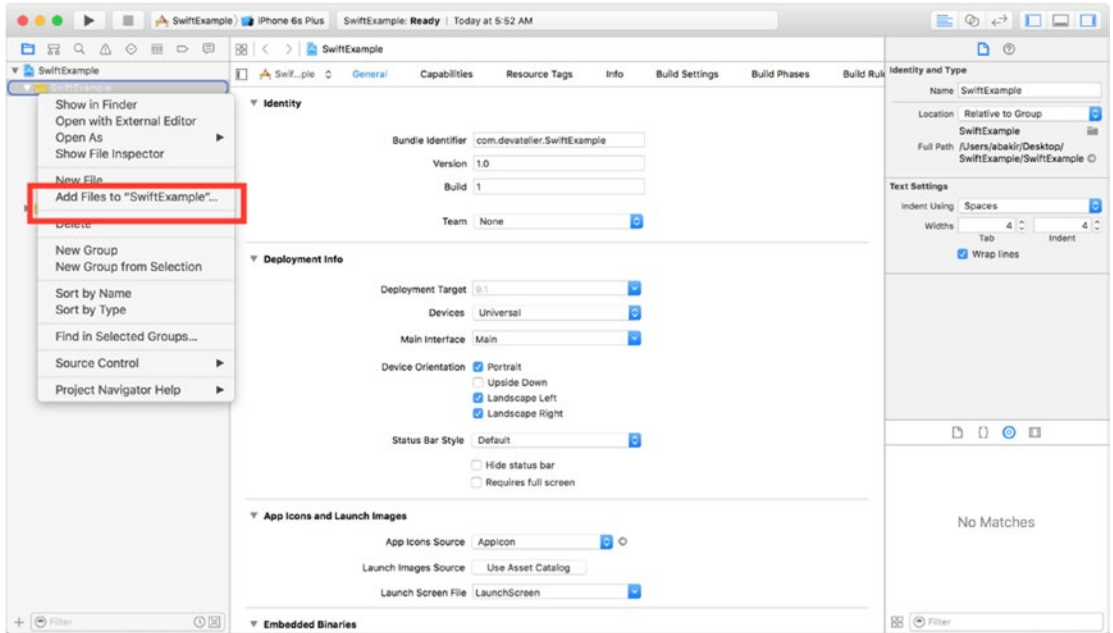 SwiftExample
iPhone 6s Plus
SwiftExample: Ready | Today at 5:52 AM
SwiftExample
SwiftExample
SwiftExample
Show in Finder
Open with External Editor
Open As
Show File Inspector
New File
Add Files to “SwiftExample”...
Delete
New Group
New Group from Selection
Sort by Name
Sort by Type
Find in Selected Groups...
Source Control
Project Navigator Help
Filter
Swif...ple
General
Capabilities
Resource Tags
Info
Build Settings
Build Phases
Build Rule
Identity
Bundle Identifier com.devatelier.SwiftExample
Version 1.0
Build 1
Team None
Deployment Info
Deployment Target 9.1
Devices Universal
Main Interface Main
Device Orientation Portrait
Upside Down
Landscape Left
Landscape Right
Status Bar Style Default
Hide status bar
Requires full screen
App Icons and Launch Images
App Icons Source AppIcon
Launch Images Source Use Asset Catalog
Launch Screen File LaunchScreen
Embedded Binaries
Identity and Type
Name SwiftExample
Location Relative to Group
SwiftExample
Full Path /Users/abakir/Desktop/
SwiftExample/SwiftExample
Text Settings
Indent Using Spaces
Widths 4 4
Tab Indent
Wrap lines
No Matches
Filter